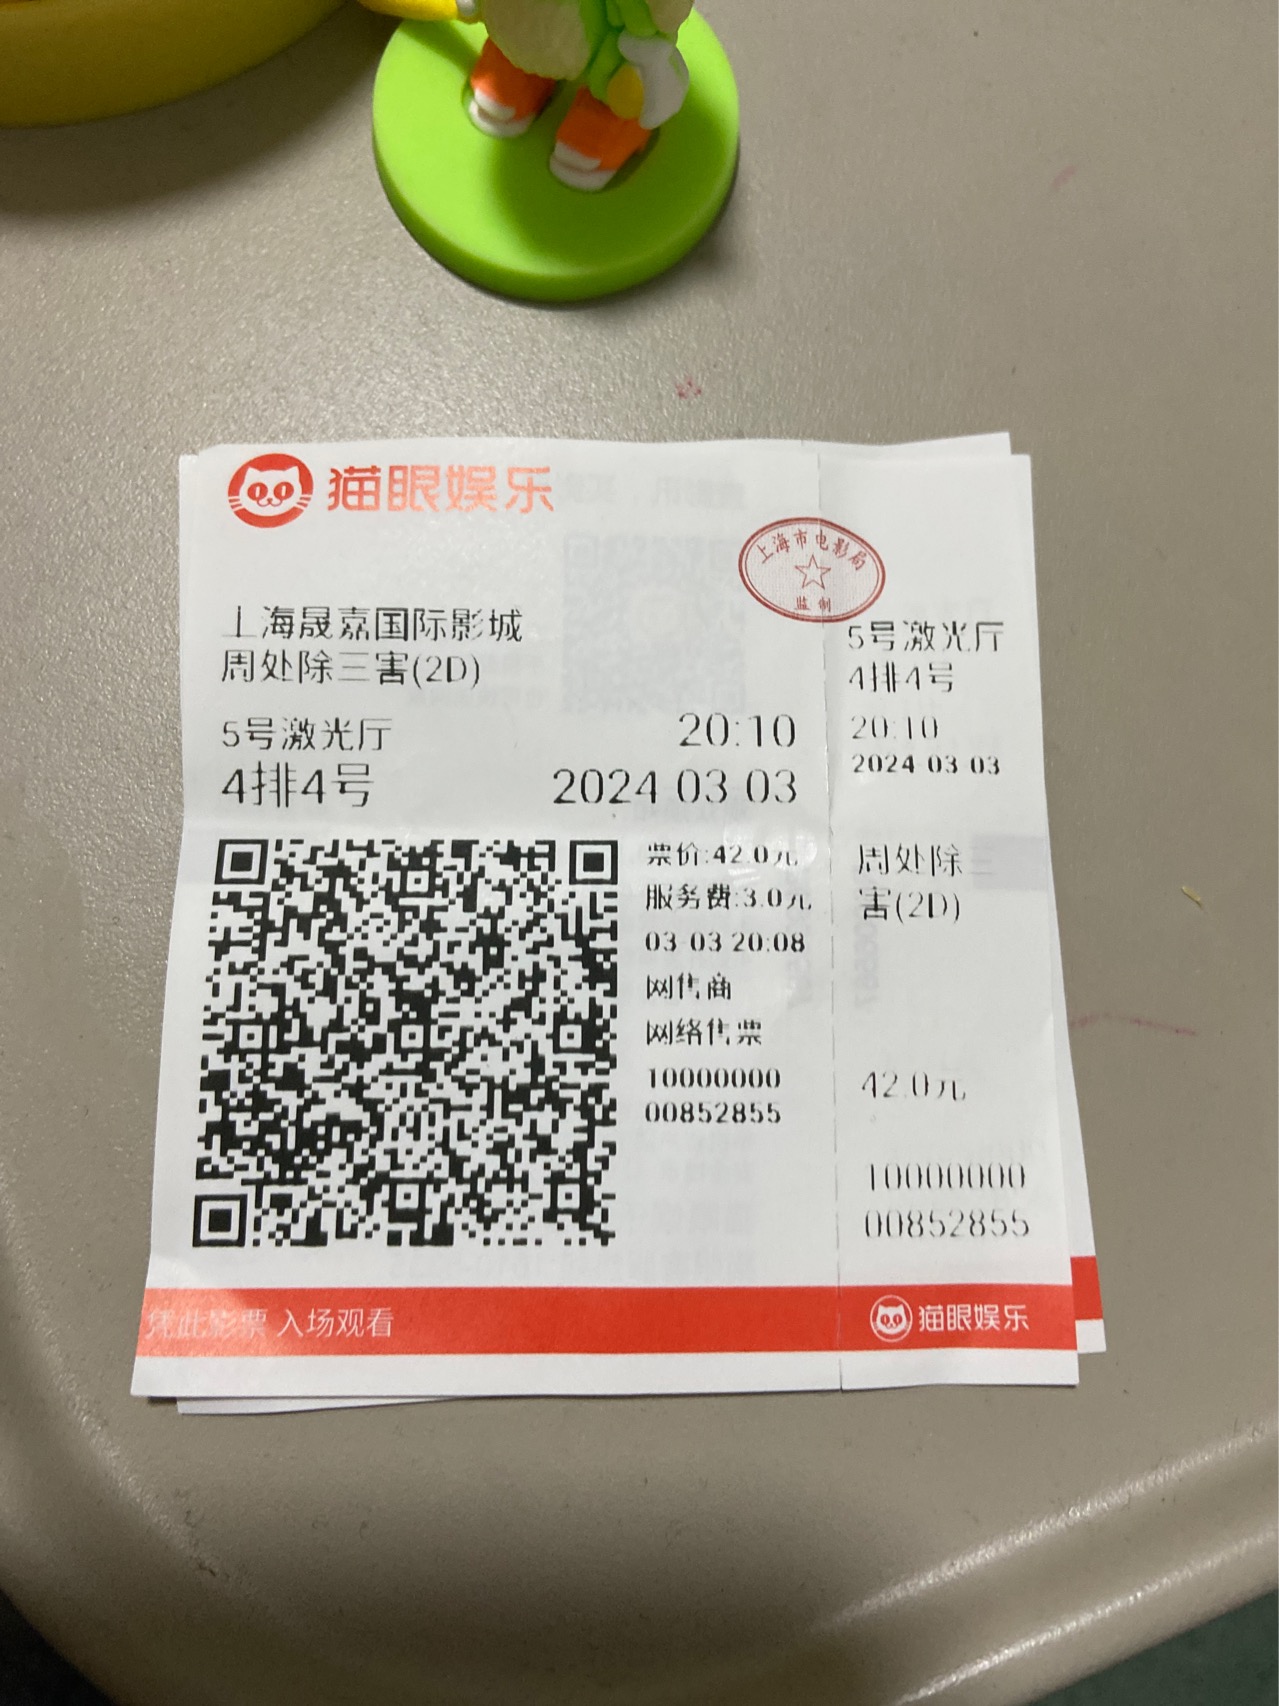 猫眼娱乐
上海市电影局
监制
上海晟嘉国际影城
周处除三害(2D)
5号激光厅 20:10
4排4号 2024 03 03
票价:42.0元
服务费:3.0元
03-03 20:08
网售商
网络售票
10000000
00852855
5号激光厅
4排4号
20:10
2024 03 03
周处除三
害(2D)
42.0元
10000000
00852855
凭此影票 入场观看
猫眼娱乐